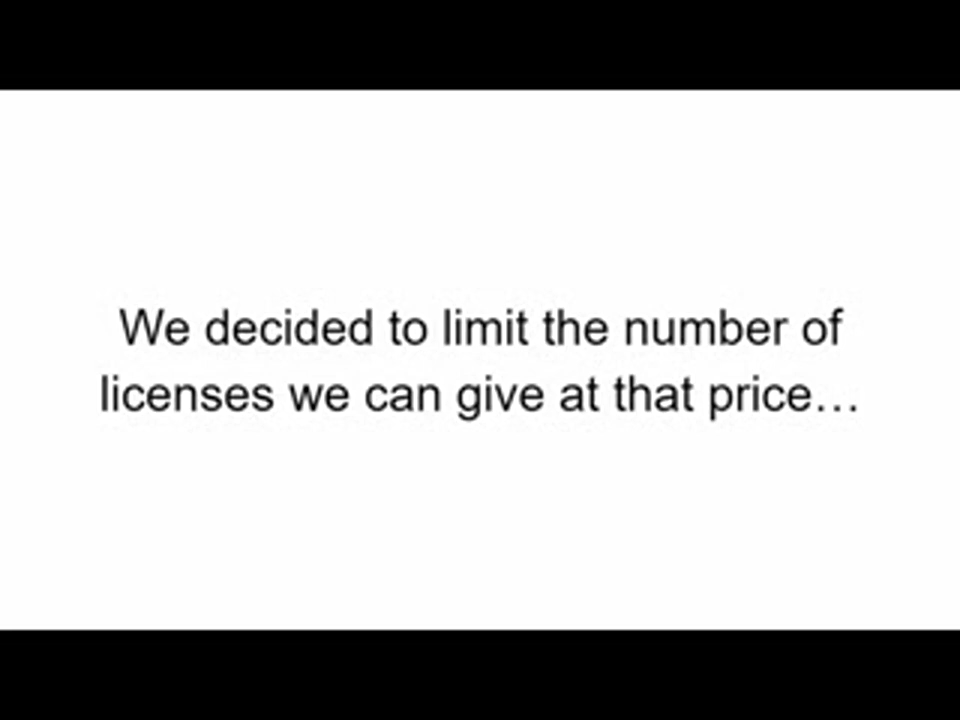 We decided to limit the number of
licenses we can give at that price…